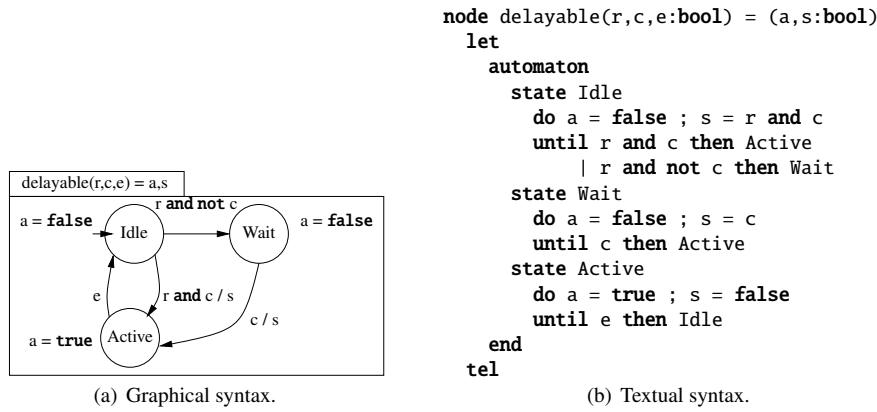 delayable(r,c,e) = a,s
r and not c
a = false
Idle
Wait
a = false
e
r and c / s
c / s
a = true
Active
(a) Graphical syntax.
node delayable(r,c,e:bool) = (a,s:bool)
let
automaton
state Idle
do a = false ; s = r and c
until r and c then Active
| r and not c then Wait
state Wait
do a = false ; s = c
until c then Active
state Active
do a = true ; s = false
until e then Idle
end
tel
(b) Textual syntax.